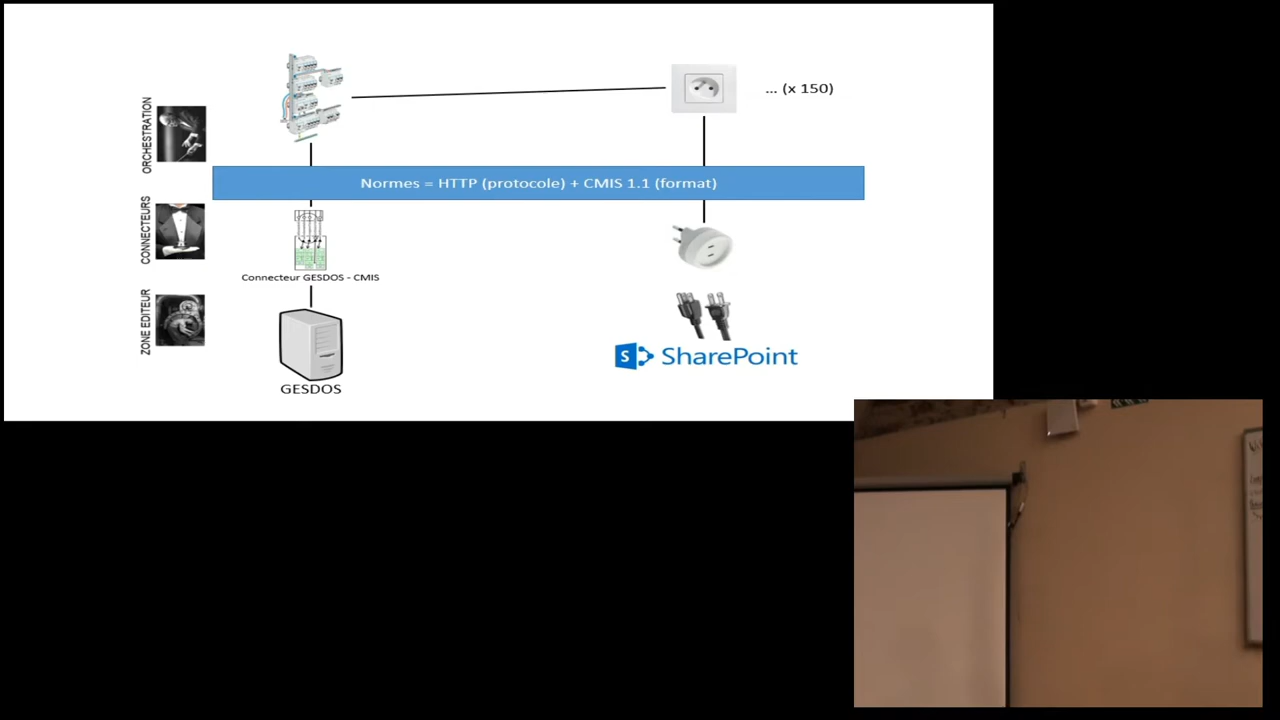 ORCHESTRATION
... (x 150)
Normes = HTTP (protocole) + CMIS 1.1 (format)
CONNECTEURS
Connecteur GESDOS - CMIS
ZONE EDITEUR
S
SharePoint
GESDOS